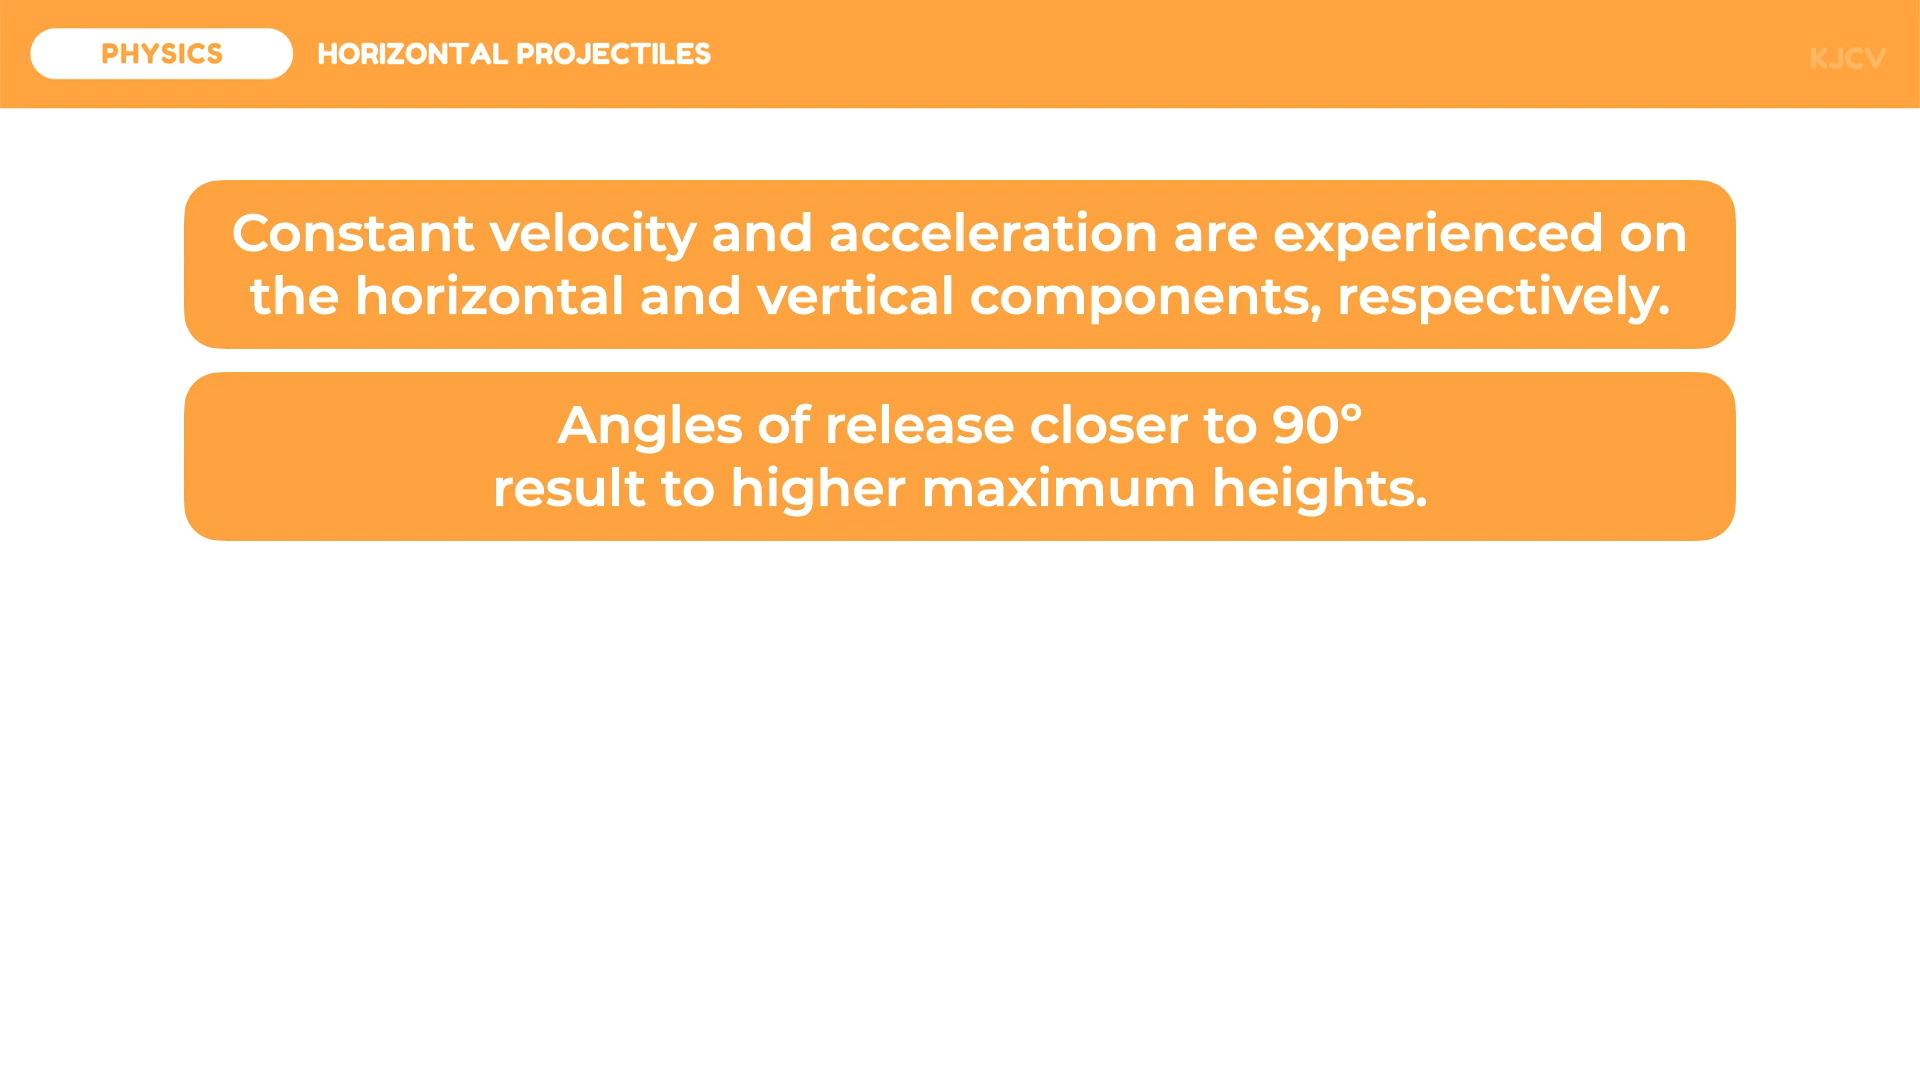 PHYSICS
HORIZONTAL PROJECTILES
KJCV
Constant velocity and acceleration are experienced on
the horizontal and vertical components, respectively.
Angles of release closer to 90°
result to higher maximum heights.